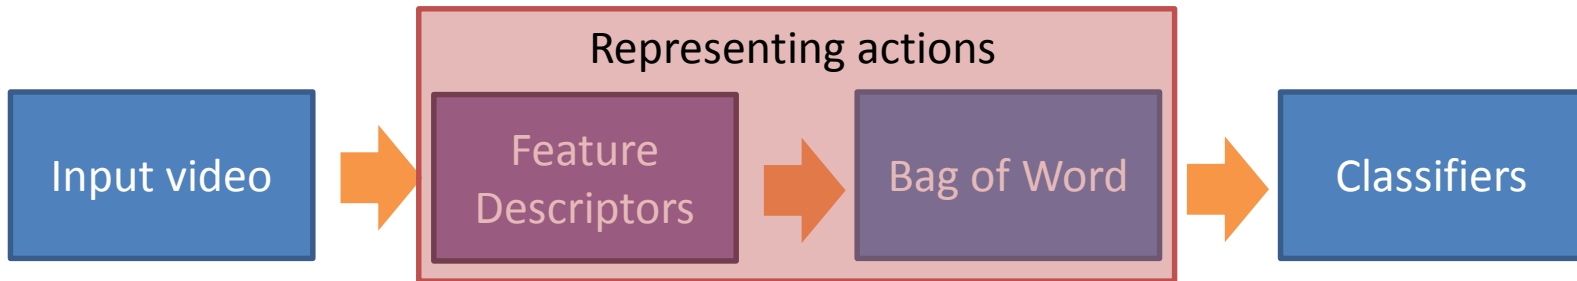 Representing actions
Input video
Feature
Descriptors
Bag of Word
Classifiers